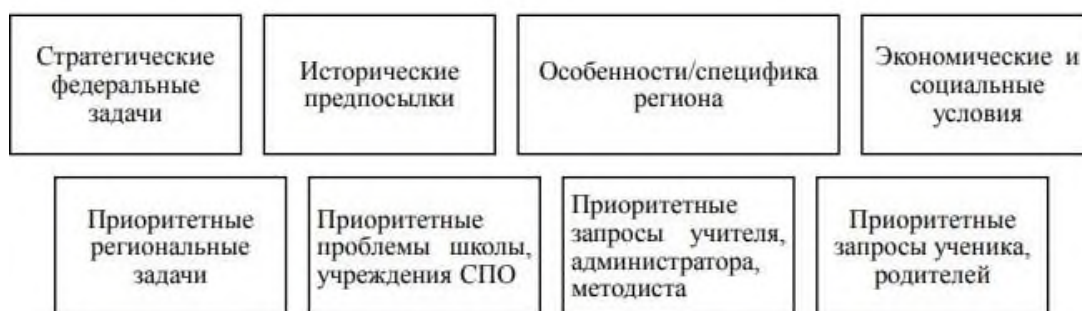 Стратегические
федеральные
задачи
Исторические
предпосылки
Особенности/специфика
региона
Экономические и
социальные
условия
Приоритетные
региональные
задачи
Приоритетные
проблемы школы,
учреждения СПО
Приоритетные
запросы учителя,
администратора,
методиста
Приоритетные
запросы ученика,
родителей